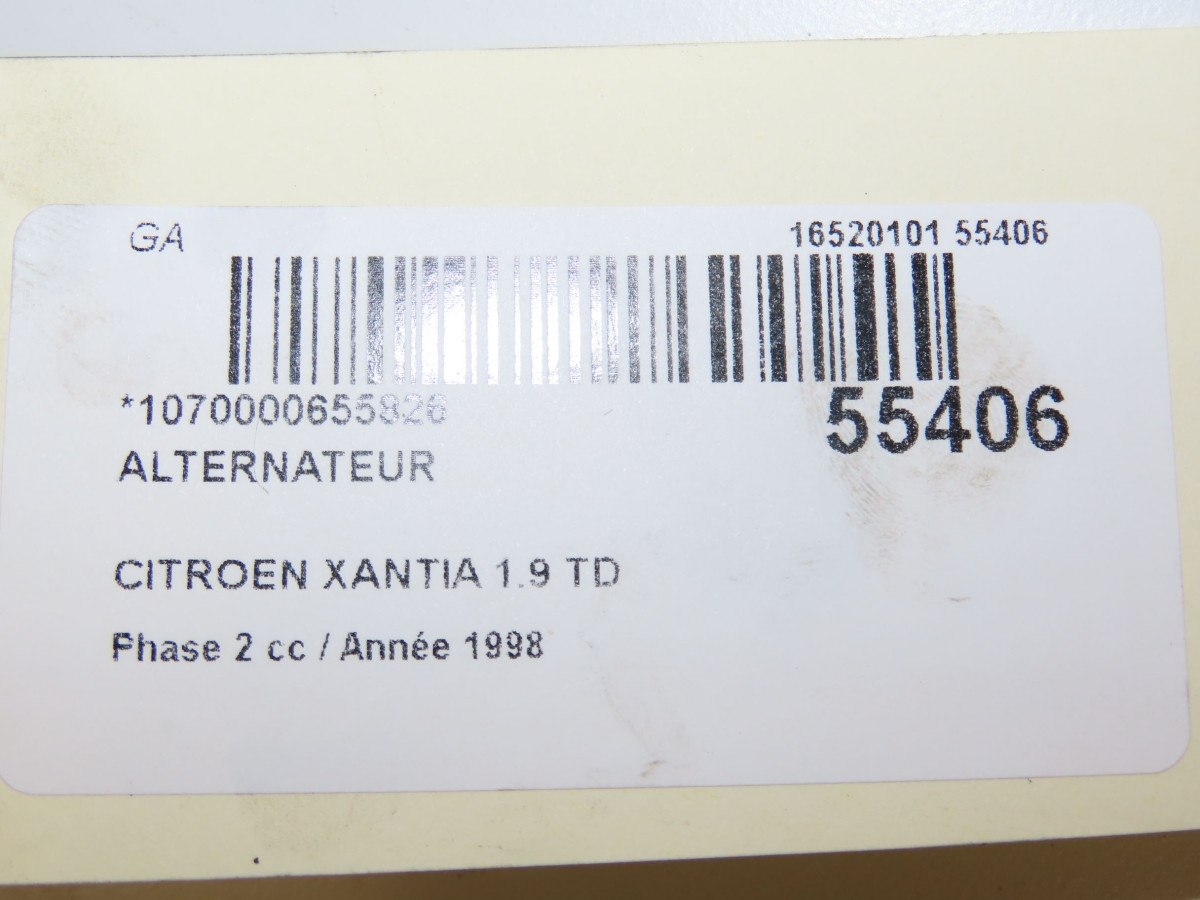 GA 16520101 55406
*1070000655826 55406
ALTERNATEUR
CITROEN XANTIA 1.9 TD
Phase 2 cc / Année 1998